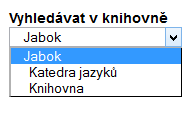 Vyhledávat v knihovně
Jabok
Jabok
Katedra jazyků
Knihovna